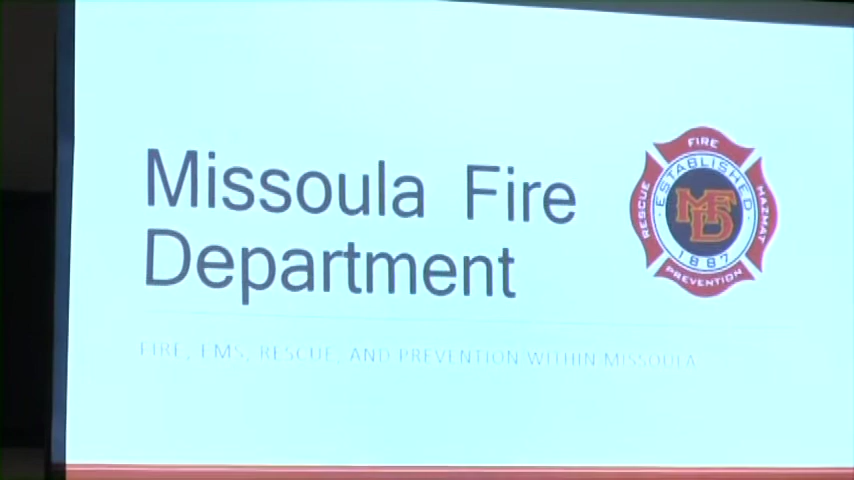 Missoula Fire
Department
FIRE, EMS, RESCUE, AND PREVENTION WITHIN MISSOULA
FIRE
RESCUE
HAZMAT
PREVENTION
ESTABLISHED
MFD
1887